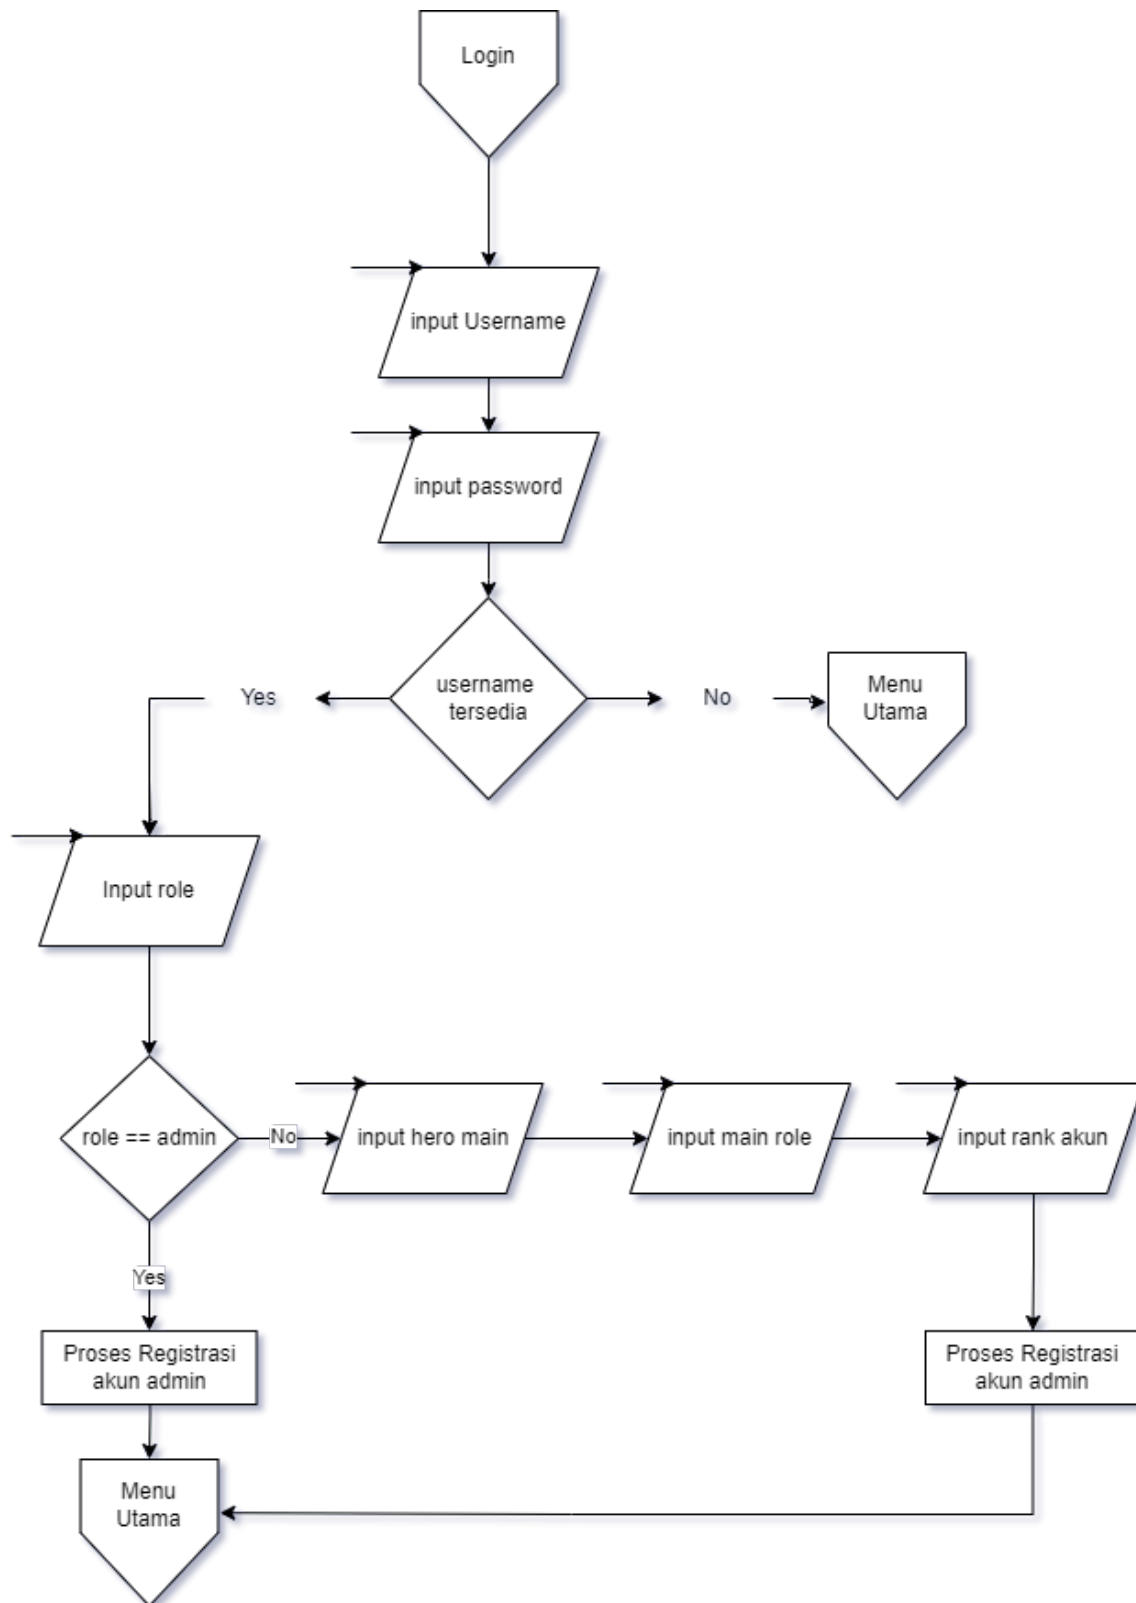 Login
input Username
input password
username
tersedia
Yes
No
Menu
Utama
Input role
role == admin
No
input hero main
input main role
input rank akun
Yes
Proses Registrasi
akun admin
Proses Registrasi
akun admin
Menu
Utama